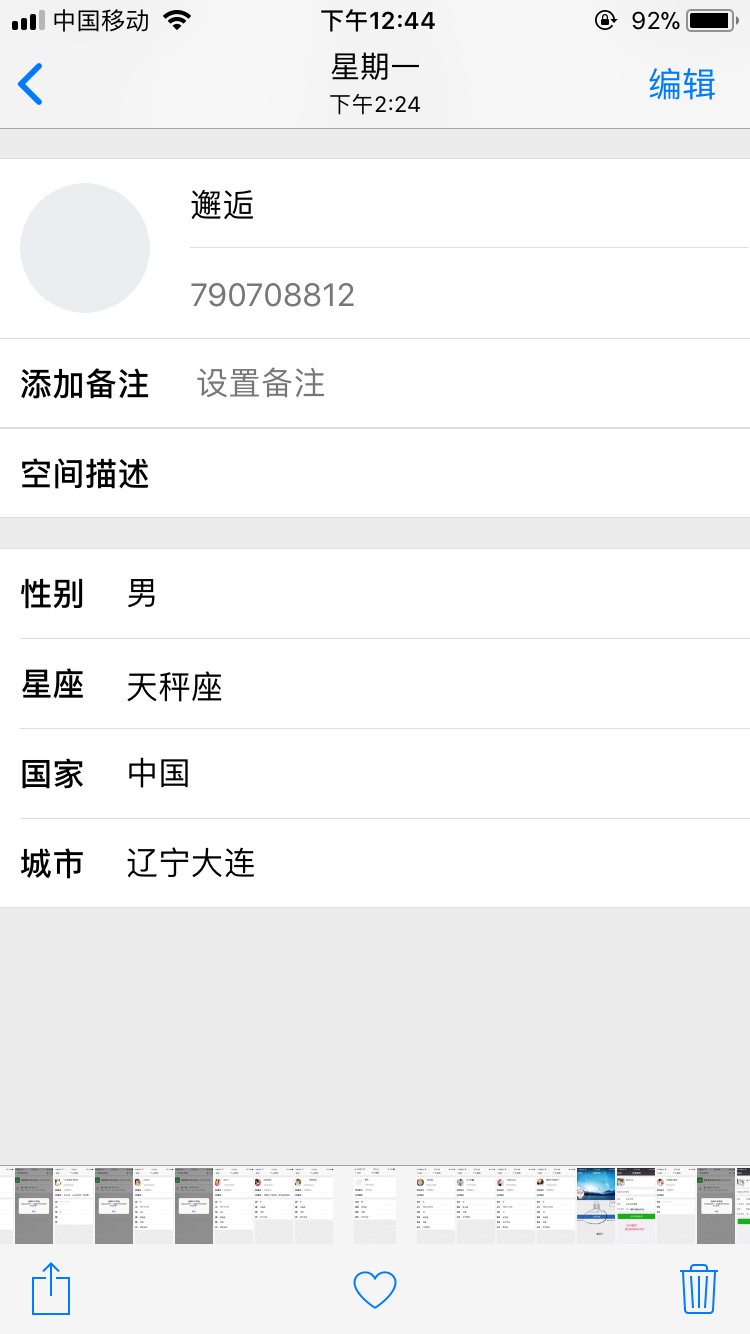 中国移动 下午12:44 92%
星期一
下午2:24
编辑
邂逅
790708812
添加备注 设置备注
空间描述
性别 男
星座 天秤座
国家 中国
城市 辽宁大连